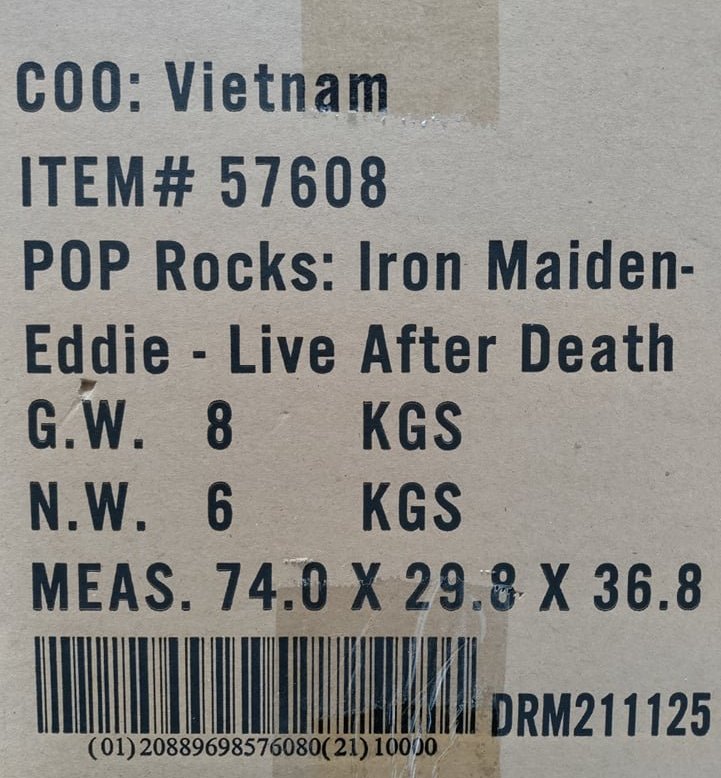 COO: Vietnam
ITEM# 57608
POP Rocks: Iron Maiden-
Eddie - Live After Death
G.W. 8 KGS
N.W. 6 KGS
MEAS. 74.0 X 29.8 X 36.8
DRM211125
(01)20889698576080(21)10000